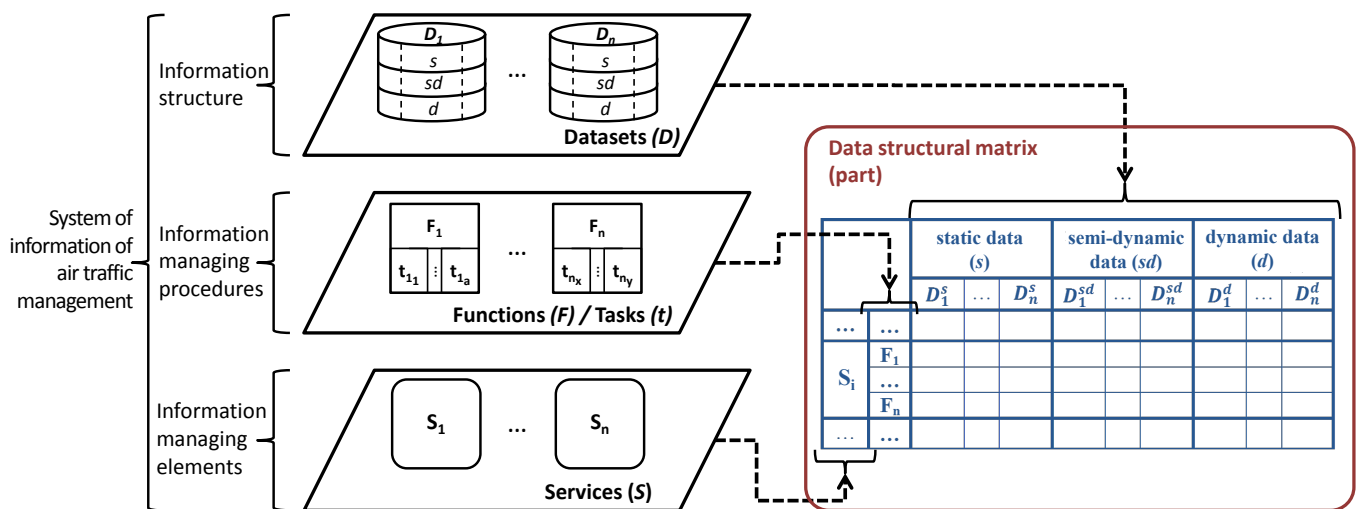 System of
information of
air traffic
management
Information
structure
D₁
s
sd
d
...
Dₙ
s
sd
d
Datasets (D)
Information
managing
procedures
F₁
t₁₁ ⋮ t₁ₐ
...
Fₙ
tₙₓ ⋮ tn_y
Functions (F) / Tasks (t)
Information
managing
elements
S₁ ... Sₙ
Services (S)
Data structural matrix
(part)
static data
(s)
semi-dynamic
data (sd)
dynamic data
(d)
D₁ˢ ... Dₙˢ D₁ˢᵈ ... Dₙˢᵈ D₁ᵈ ... Dₙᵈ
... ...
Sᵢ
F₁
...
Fₙ
... ...